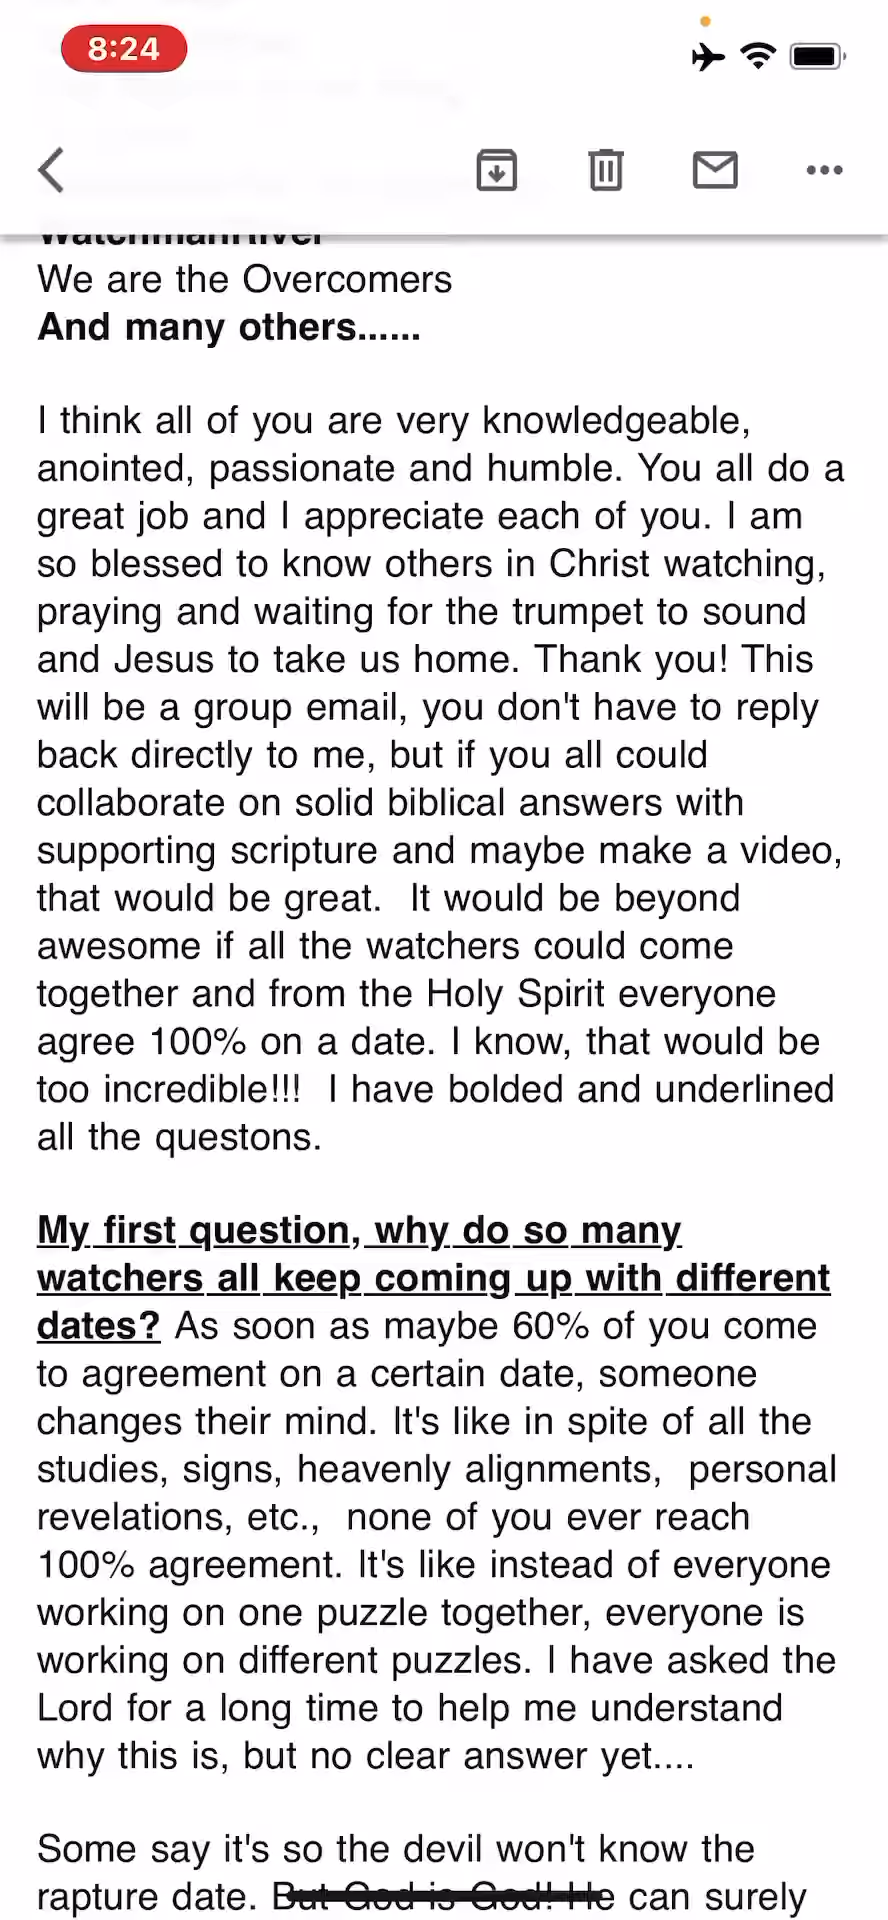 8:24
WatchmanRiver
We are the Overcomers
And many others......
I think all of you are very knowledgeable,
anointed, passionate and humble. You all do a
great job and I appreciate each of you. I am
so blessed to know others in Christ watching,
praying and waiting for the trumpet to sound
and Jesus to take us home. Thank you! This
will be a group email, you don't have to reply
back directly to me, but if you all could
collaborate on solid biblical answers with
supporting scripture and maybe make a video,
that would be great.  It would be beyond
awesome if all the watchers could come
together and from the Holy Spirit everyone
agree 100% on a date. I know, that would be
too incredible!!!  I have bolded and underlined
all the questons.
My first question, why do so many
watchers all keep coming up with different
dates? As soon as maybe 60% of you come
to agreement on a certain date, someone
changes their mind. It's like in spite of all the
studies, signs, heavenly alignments,  personal
revelations, etc.,  none of you ever reach
100% agreement. It's like instead of everyone
working on one puzzle together, everyone is
working on different puzzles. I have asked the
Lord for a long time to help me understand
why this is, but no clear answer yet....
Some say it's so the devil won't know the
rapture date. But God is God! He can surely